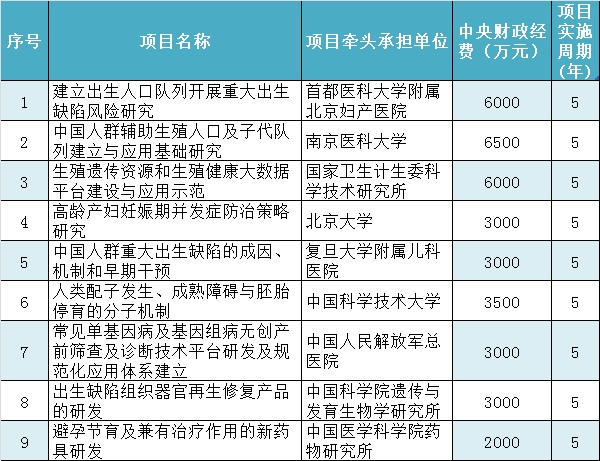 序号 项目名称 项目牵头承担单位 中央财政经费（万元） 项目实施周期（年）
1 建立出生人口队列开展重大出生缺陷风险研究 首都医科大学附属北京妇产医院 6000 5
2 中国人群辅助生殖人口及子代队列建立与应用基础研究 南京医科大学 6500 5
3 生殖遗传资源和生殖健康大数据平台建设与应用示范 国家卫生计生委科学技术研究所 6000 5
4 高龄产妇妊娠期并发症防治策略研究 北京大学 3000 5
5 中国人群重大出生缺陷的成因、机制和早期干预 复旦大学附属儿科医院 3000 5
6 人类配子发生、成熟障碍与胚胎停育的分子机制 中国科学技术大学 3500 5
7 常见单基因病及基因组病无创产前筛查及诊断技术平台研发及规范化应用体系建立 中国人民解放军总医院 3000 5
8 出生缺陷组织器官再生修复产品的研发 中国科学院遗传与发育生物学研究所 3000 5
9 避孕节育及兼有治疗作用的新药具研发 中国医学科学院药物研究所 2000 5